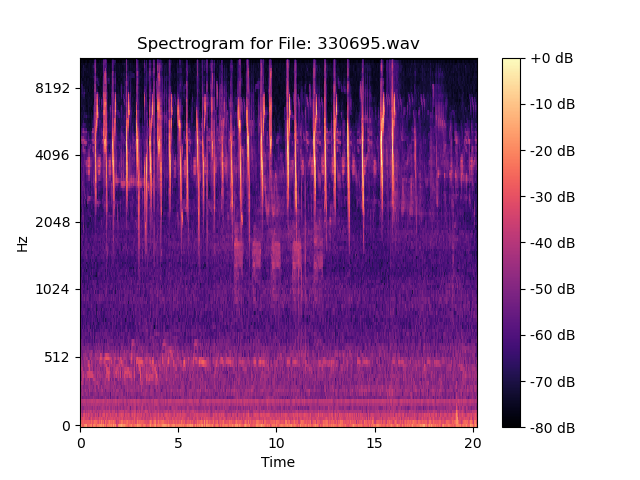 Spectrogram for File: 330695.wav
8192
4096
2048
1024
512
0
Hz
0
5
10
15
20
Time
+0 dB
-10 dB
-20 dB
-30 dB
-40 dB
-50 dB
-60 dB
-70 dB
-80 dB